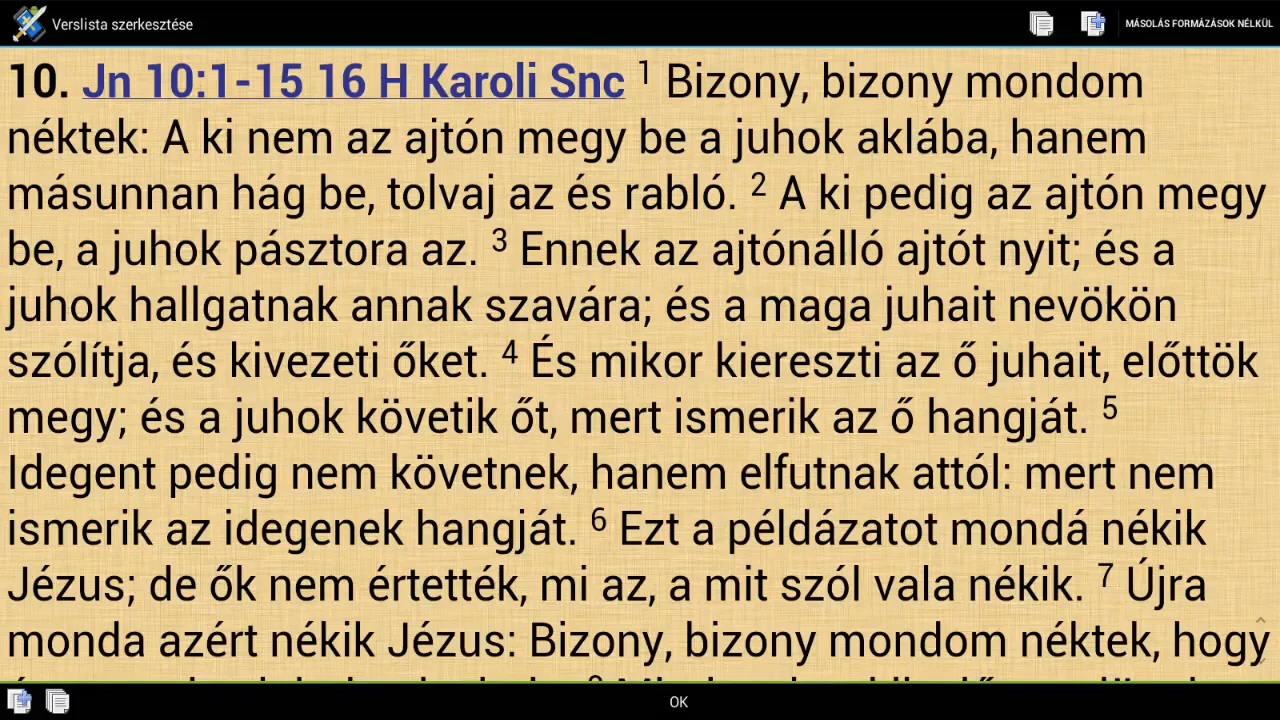 Verslista szerkesztése
MÁSOLÁS FORMÁZÁSOK NÉLKÜL
10. Jn 10:1-15 16 H Karoli Snc 1 Bizony, bizony mondom
néktek: A ki nem az ajtón megy be a juhok aklába, hanem
másunnan hág be, tolvaj az és rabló. 2 A ki pedig az ajtón megy
be, a juhok pásztora az. 3 Ennek az ajtónálló ajtót nyit; és a
juhok hallgatnak annak szavára; és a maga juhait nevökön
szólítja, és kivezeti őket. 4 És mikor kiereszti az ő juhait, előttök
megy; és a juhok követik őt, mert ismerik az ő hangját. 5
Idegent pedig nem követnek, hanem elfutnak attól: mert nem
ismerik az idegenek hangját. 6 Ezt a példázatot mondá nékik
Jézus; de ők nem értették, mi az, a mit szól vala nékik. 7 Újra
monda azért nékik Jézus: Bizony, bizony mondom néktek, hogy
OK